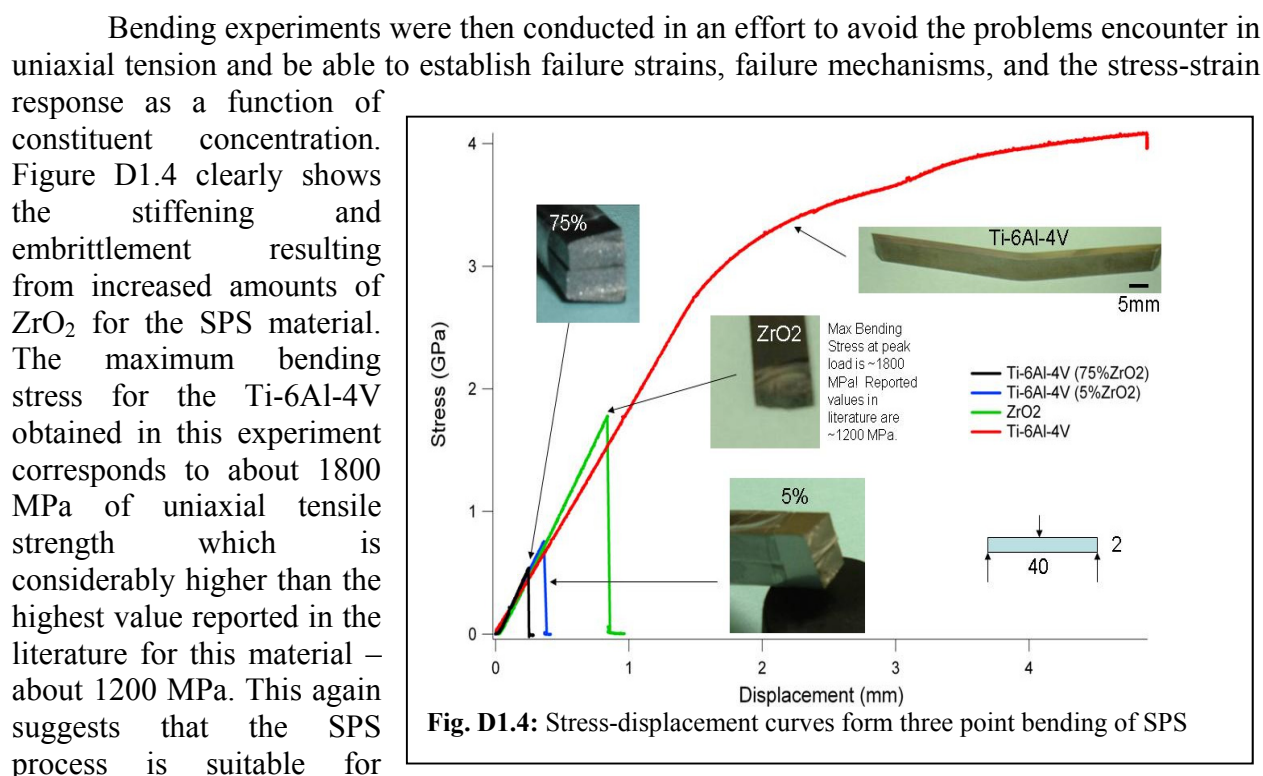 Bending experiments were then conducted in an effort to avoid the problems encounter in
uniaxial tension and be able to establish failure strains, failure mechanisms, and the stress-strain
response as a function of
constituent concentration.
Figure D1.4 clearly shows
the stiffening and
embrittlement resulting
from increased amounts of
ZrO₂ for the SPS material.
The maximum bending
stress for the Ti-6Al-4V
obtained in this experiment
corresponds to about 1800
MPa of uniaxial tensile
strength which is
considerably higher than the
highest value reported in the
literature for this material –
about 1200 MPa. This again
suggests that the SPS
process is suitable for
4
3
2
1
0
Stress (GPa)
75%
Ti-6Al-4V
5mm
ZrO2
Max Bending
Stress at peak
load is ~1800
MPa! Reported
values in
literature are
~1200 MPa.
Ti-6Al-4V (75%ZrO2)
Ti-6Al-4V (5%ZrO2)
ZrO2
Ti-6Al-4V
5%
2
40
0 1 2 3 4
Displacement (mm)
Fig. D1.4: Stress-displacement curves form three point bending of SPS